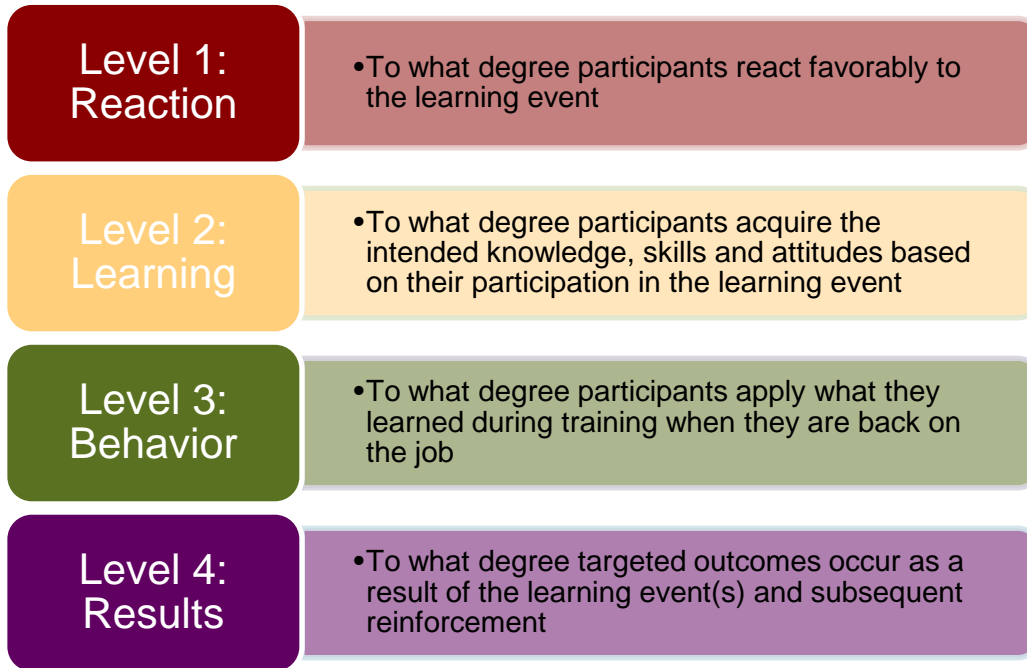 Level 1:
Reaction
•To what degree participants react favorably to
the learning event
Level 2:
Learning
•To what degree participants acquire the
intended knowledge, skills and attitudes based
on their participation in the learning event
Level 3:
Behavior
•To what degree participants apply what they
learned during training when they are back on
the job
Level 4:
Results
•To what degree targeted outcomes occur as a
result of the learning event(s) and subsequent
reinforcement